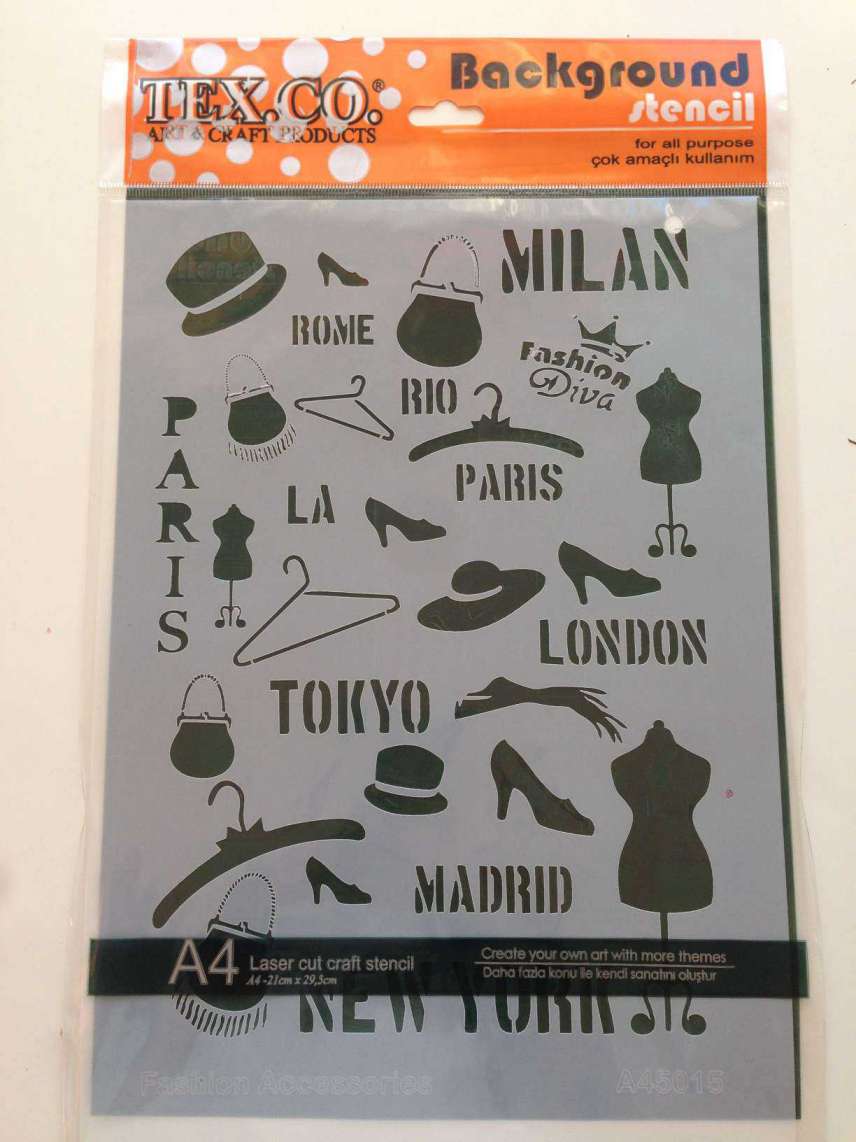 TEX.CO.®
ART & CRAFT PRODUCTS
Background
stencil
for all purpose
çok amaçlı kullanım
MILAN
ROME
Fashion
Diva
RIO
PARIS
PARIS
LA
LONDON
TOKYO
MADRID
A4 Laser cut craft stencil
A4 -21cm x 29,5cm
Create your own art with more themes
Daha fazla konu ile kendi sanatını oluştur
NEW YORK
Fashion Accessories
A45015